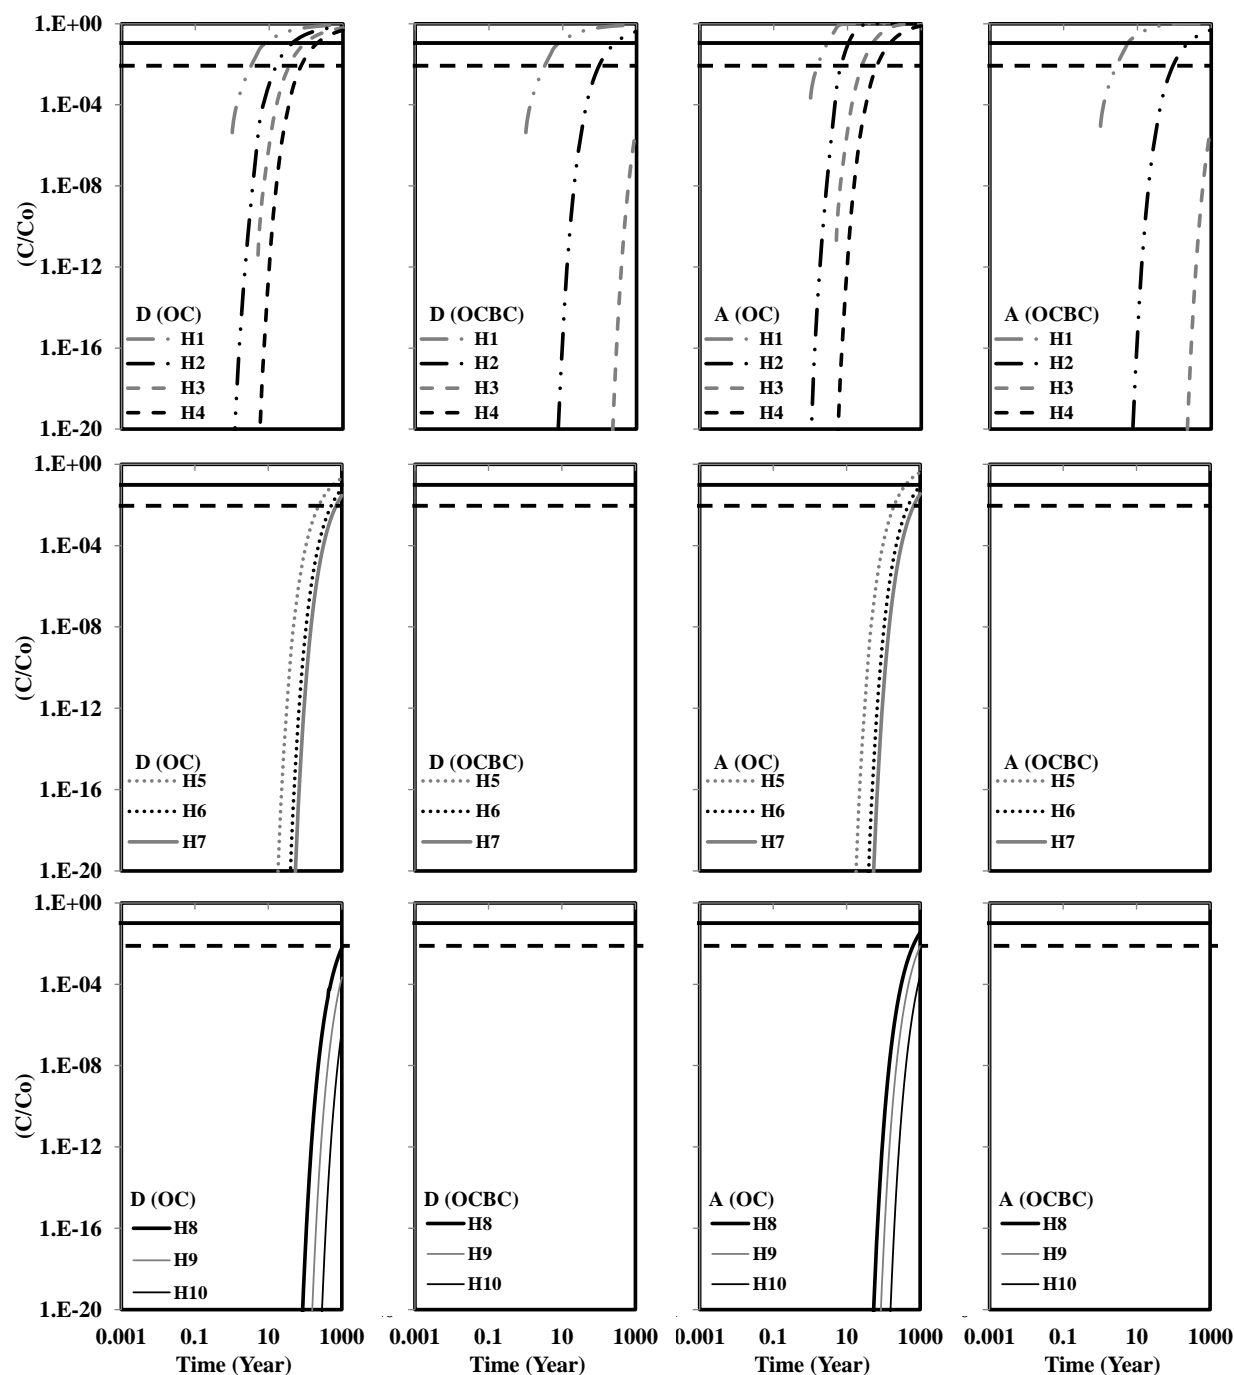 1.E+00
1.E-04
1.E-08
1.E-12
1.E-16
1.E-20
(C/Co)
D (OC)
H1
H2
H3
H4
D (OCBC)
H1
H2
H3
H4
A (OC)
H1
H2
H3
H4
A (OCBC)
H1
H2
H3
H4
1.E+00
1.E-04
1.E-08
1.E-12
1.E-16
1.E-20
(C/Co)
D (OC)
H5
H6
H7
D (OCBC)
H5
H6
H7
A (OC)
H5
H6
H7
A (OCBC)
H5
H6
H7
1.E+00
1.E-04
1.E-08
1.E-12
1.E-16
1.E-20
(C/Co)
D (OC)
H8
H9
H10
D (OCBC)
H8
H9
H10
A (OC)
H8
H9
H10
A (OCBC)
H8
H9
H10
0.001 0.1 10 1000
Time (Year)
0.001 0.1 10 1000
Time (Year)
0.001 0.1 10 1000
Time (Year)
0.001 0.1 10 1000
Time (Year)